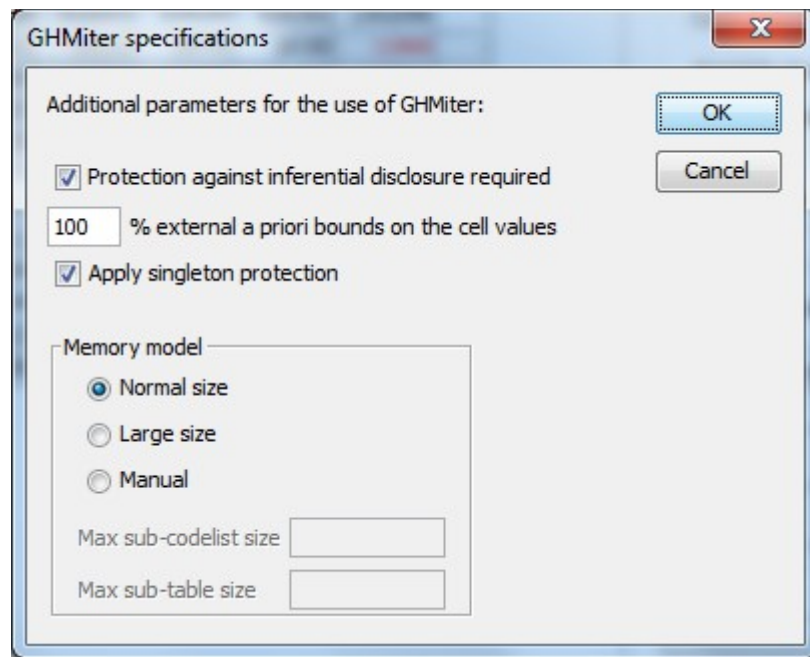 GHMiter specifications
Additional parameters for the use of GHMiter:
OK
Protection against inferential disclosure required
Cancel
100 % external a priori bounds on the cell values
Apply singleton protection
Memory model
Normal size
Large size
Manual
Max sub-codelist size
Max sub-table size